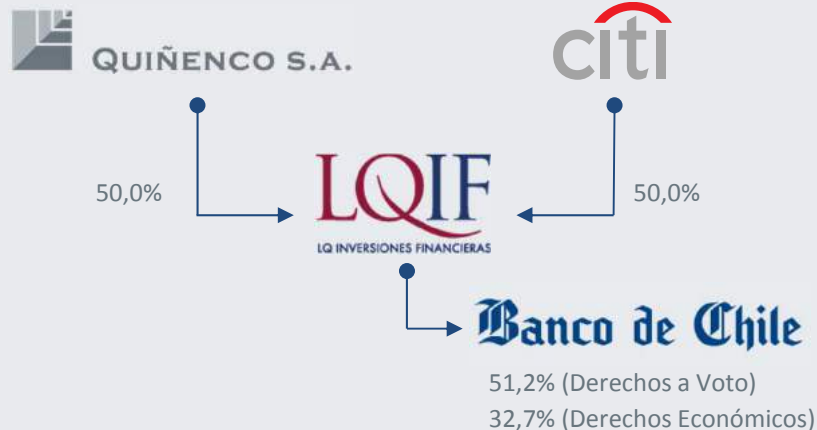 QUIÑENCO S.A.
citi
50,0%
50,0%
LQIF
LQ INVERSIONES FINANCIERAS
Banco de Chile
51,2% (Derechos a Voto)
32,7% (Derechos Económicos)